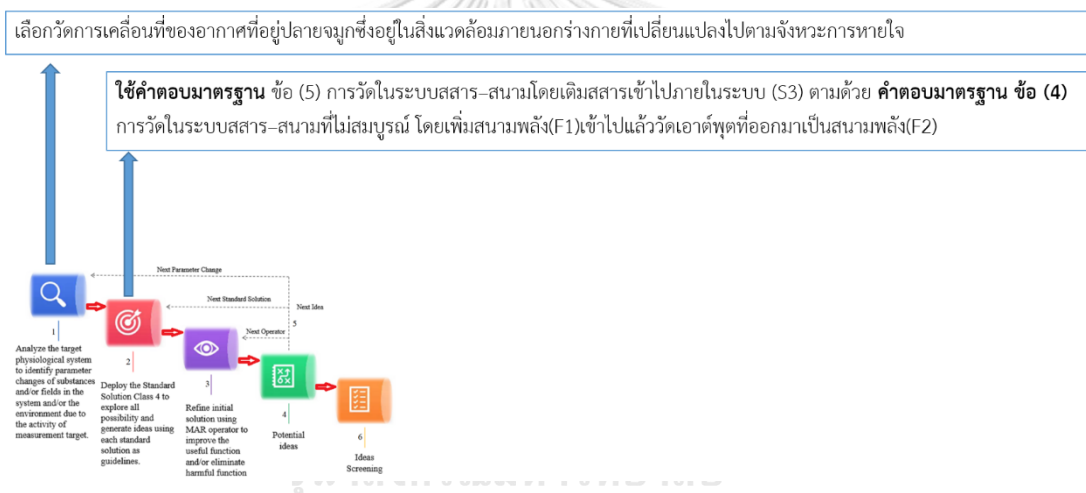 เลือกวัดการเคลื่อนที่ของอากาศที่อยู่ปลายจมูกซึ่งอยู่ในสิ่งแวดล้อมภายนอกร่างกายที่เปลี่ยนแปลงไปตามจังหวะการหายใจ
ใช้คำตอบมาตรฐาน ข้อ (5) การวัดในระบบสสาร–สนามโดยเติมสสารเข้าไปภายในระบบ (S3) ตามด้วย คำตอบมาตรฐาน ข้อ (4)
การวัดในระบบสสาร–สนามที่ไม่สมบูรณ์ โดยเพิ่มสนามพลัง(F1)เข้าไปแล้ววัดเอาต์พุตที่ออกมาเป็นสนามพลัง(F2)
Next Parameter Change
Next Standard Solution
Next Idea
5
Next Operator
1
Analyze the target
physiological system
to identify parameter
changes of substances
and/or fields in the
system and/or the
environment due to
the activity of
measurement target.
2
Deploy the Standard
Solution Class 4 to
explore all
possibility and
generate ideas using
each standard
solution as
guidelines.
3
Refine initial
solution using
MAR operator to
improve the
useful function
and/or eliminate
harmful function
4
Potential
ideas
6
Ideas
Screening